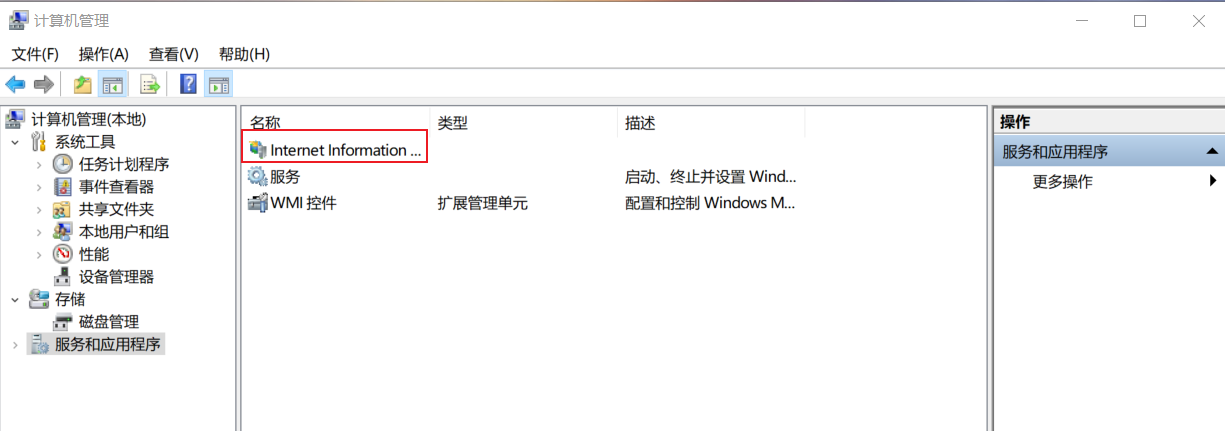 计算机管理
文件(F) 操作(A) 查看(V) 帮助(H)
计算机管理(本地)
系统工具
任务计划程序
事件查看器
共享文件夹
本地用户和组
性能
设备管理器
存储
磁盘管理
服务和应用程序
名称 类型 描述
Internet Information ...
服务 启动、终止并设置 Wind...
WMI 控件 扩展管理单元 配置和控制 Windows M...
操作
服务和应用程序
更多操作